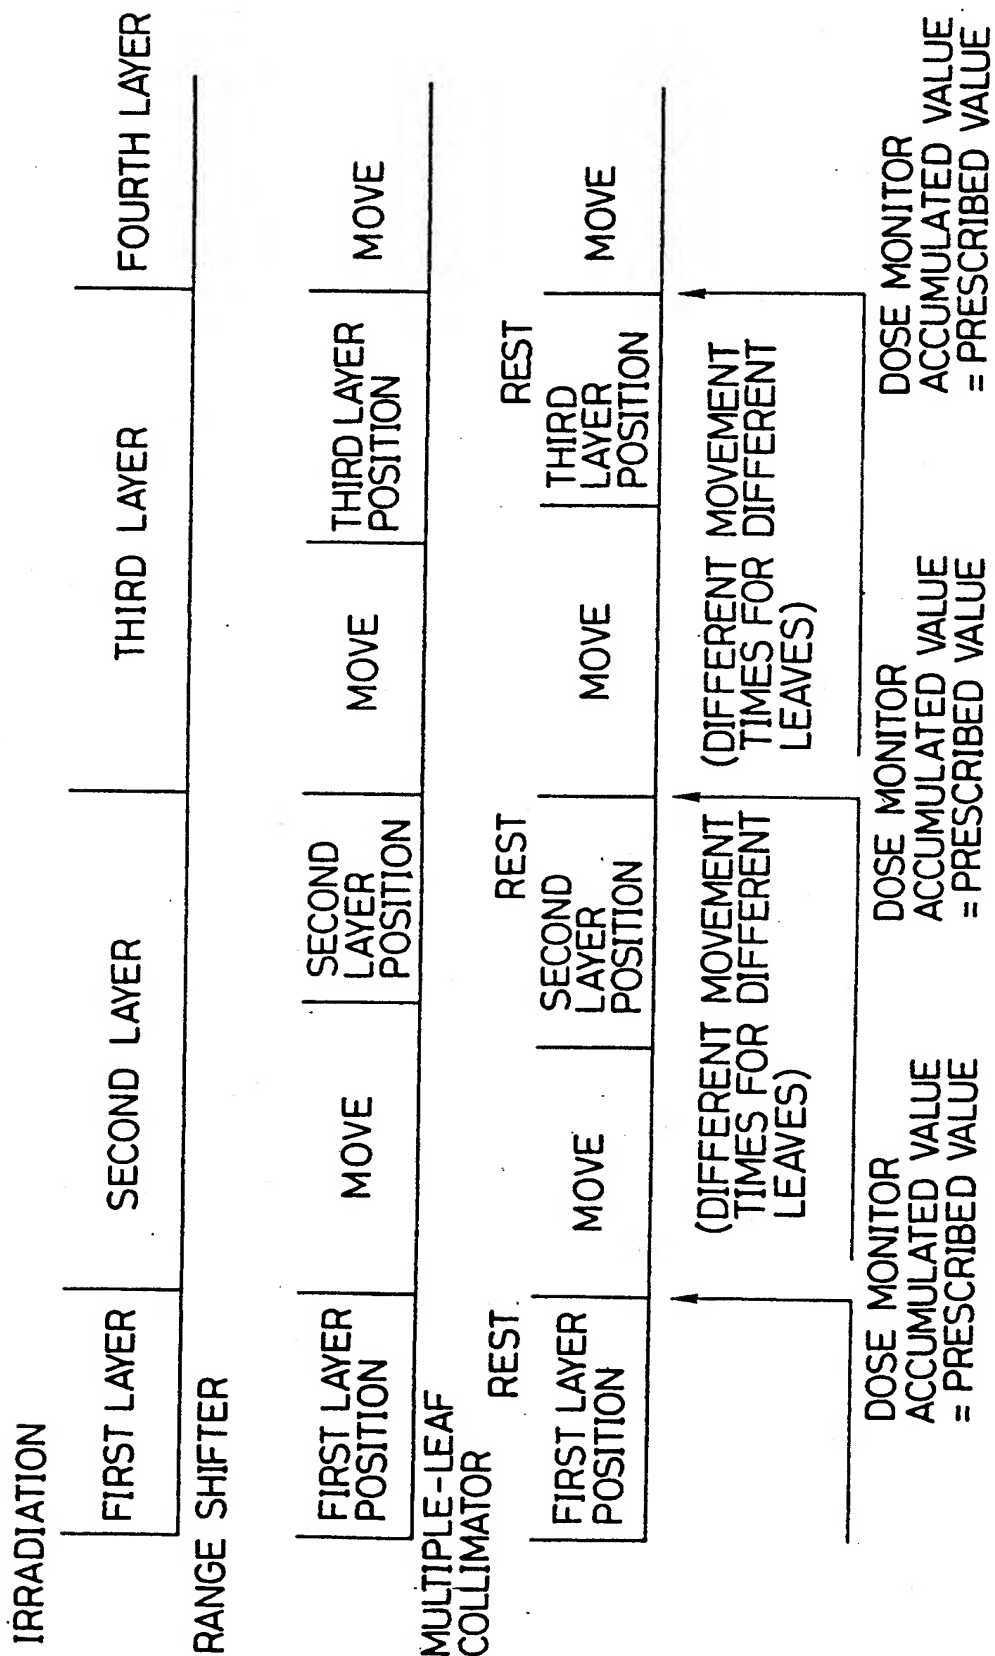 IRRADIATION
FIRST LAYER
SECOND LAYER
THIRD LAYER
FOURTH LAYER
RANGE SHIFTER
FIRST LAYER
POSITION
MOVE
SECOND
LAYER
POSITION
MOVE
THIRD LAYER
POSITION
MOVE
MULTIPLE-LEAF
COLLIMATOR
REST
FIRST LAYER
POSITION
MOVE
REST
SECOND
LAYER
POSITION
MOVE
REST
THIRD
LAYER
POSITION
MOVE
(DIFFERENT MOVEMENT
TIMES FOR DIFFERENT
LEAVES)
(DIFFERENT MOVEMENT
TIMES FOR DIFFERENT
LEAVES)
DOSE MONITOR
ACCUMULATED VALUE
= PRESCRIBED VALUE
DOSE MONITOR
ACCUMULATED VALUE
= PRESCRIBED VALUE
DOSE MONITOR
ACCUMULATED VALUE
= PRESCRIBED VALUE